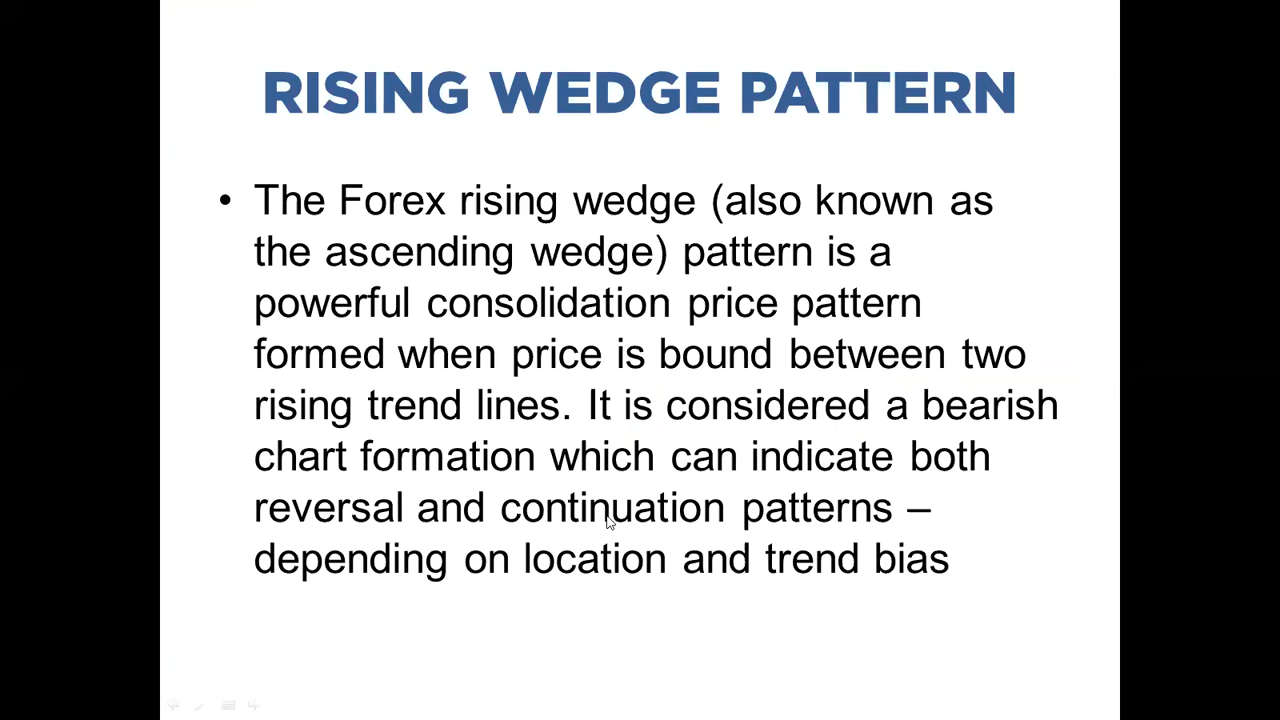 RISING WEDGE PATTERN
• The Forex rising wedge (also known as
the ascending wedge) pattern is a
powerful consolidation price pattern
formed when price is bound between two
rising trend lines. It is considered a bearish
chart formation which can indicate both
reversal and continuation patterns –
depending on location and trend bias